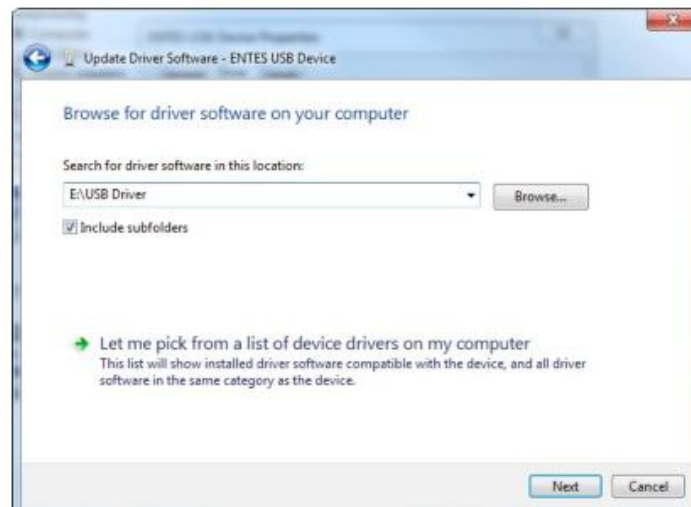 Update Driver Software - ENTES USB Device
Browse for driver software on your computer
Search for driver software in this location:
E:\USB Driver
Browse...
Include subfolders
Let me pick from a list of device drivers on my computer
This list will show installed driver software compatible with the device, and all driver
software in the same category as the device.
Next
Cancel